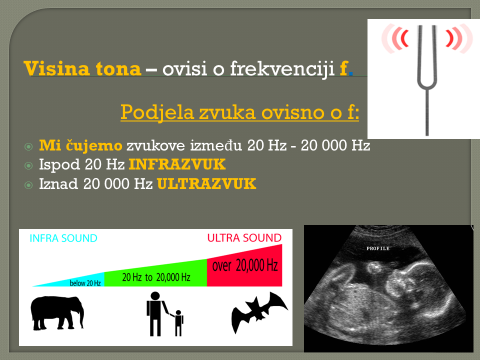 Visina tona – ovisi o frekvenciji f.
Podjela zvuka ovisno o f:
Mi čujemo zvukove između 20 Hz - 20 000 Hz
Ispod 20 Hz INFRAZVUK
Iznad 20 000 Hz ULTRAZVUK
INFRA SOUND
ULTRA SOUND
below 20 Hz
20 Hz to 20,000 Hz
over 20,000 Hz
PROFILE